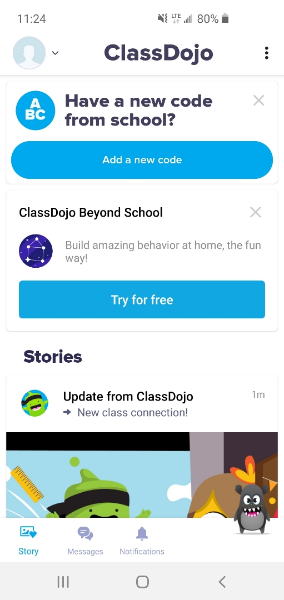 11:24
LTE
80%
ClassDojo
A
BC
Have a new code
from school?
Add a new code
ClassDojo Beyond School
Build amazing behavior at home, the fun
way!
Try for free
Stories
Update from ClassDojo
1m
➔ New class connection!
Story
Messages
Notifications